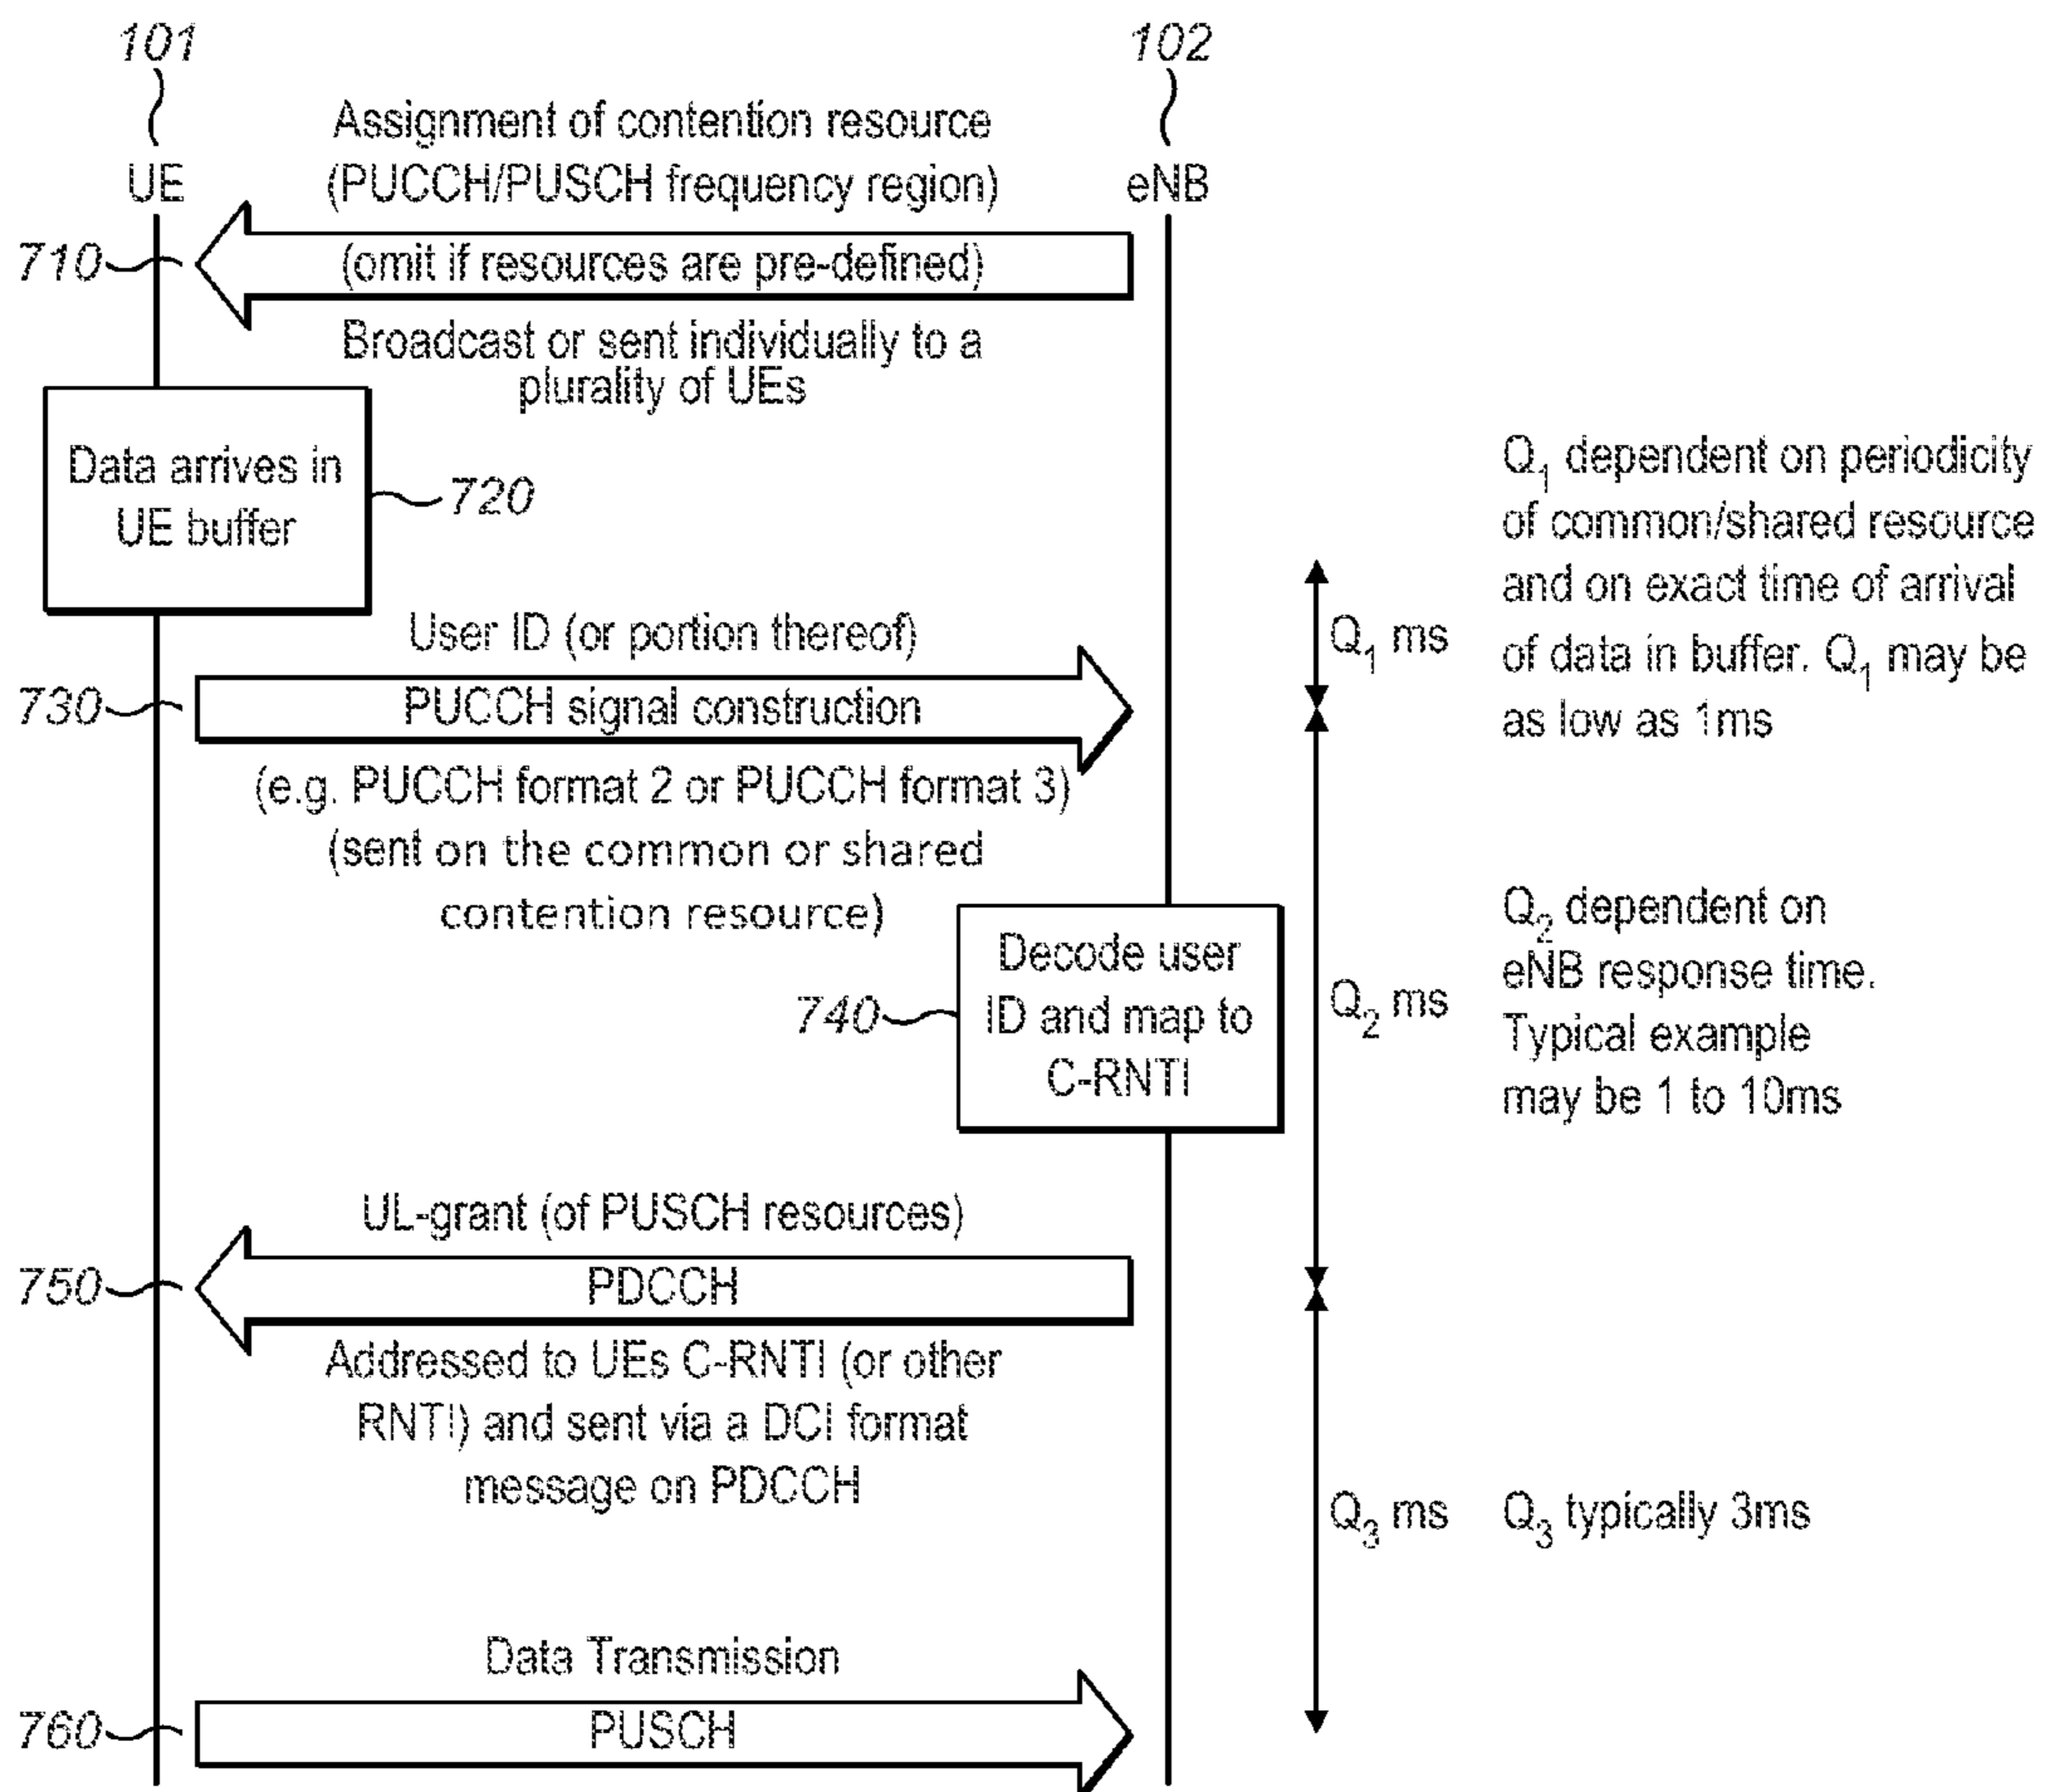 101
102
Assignment of contention resource
UE
(PUCCH/PUSCH frequency region)
eNB
710
(omit if resources are pre-defined)
Broadcast or sent individually to a
plurality of UEs
Data arrives in
UE buffer
720
Q1 dependent on periodicity
of common/shared resource
and on exact time of arrival
of data in buffer. Q1 may be
as low as 1ms
User ID (or portion thereof)
Q1 ms
730
PUCCH signal construction
(e.g. PUCCH format 2 or PUCCH format 3)
(sent on the common or shared
contention resource)
Decode user
ID and map to
C-RNTI
740
Q2 ms
Q2 dependent on
eNB response time.
Typical example
may be 1 to 10ms
UL-grant (of PUSCH resources)
750
PDCCH
Addressed to UEs C-RNTI (or other
RNTI) and sent via a DCI format
message on PDCCH
Q3 ms
Q3 typically 3ms
Data Transmission
760
PUSCH